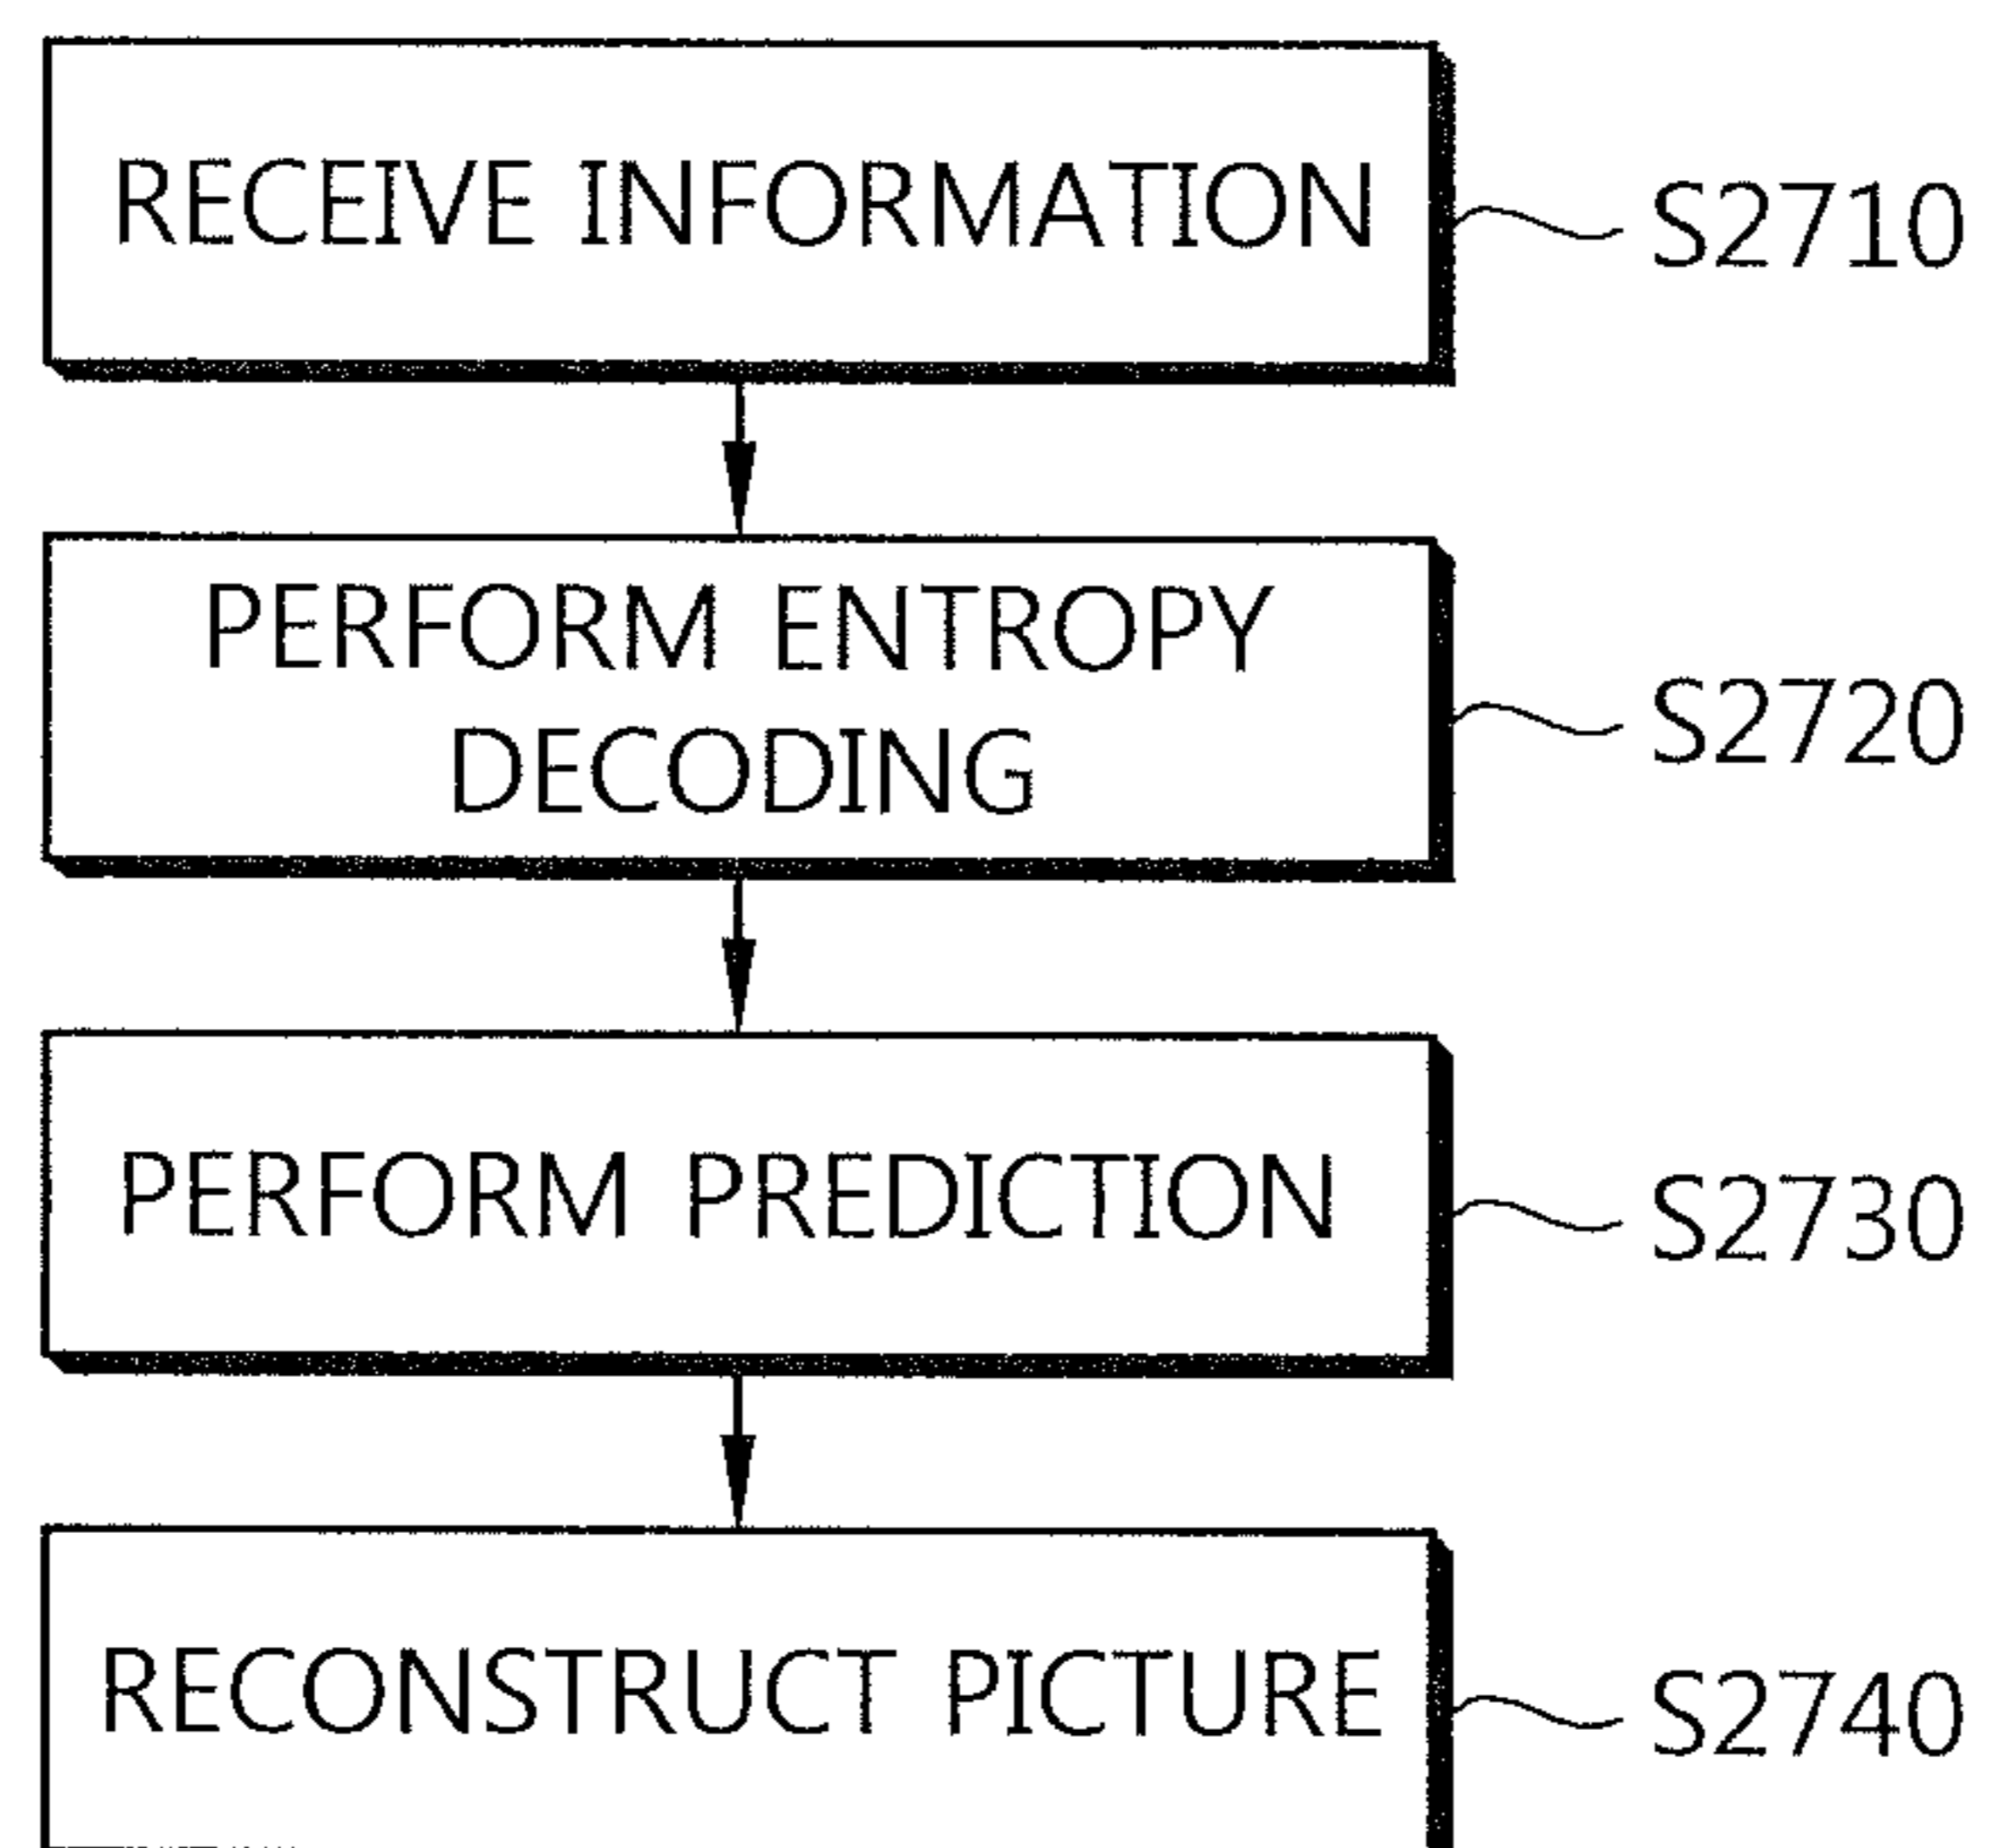 RECEIVE INFORMATION
S2710
PERFORM ENTROPY
DECODING
S2720
PERFORM PREDICTION
S2730
RECONSTRUCT PICTURE
S2740